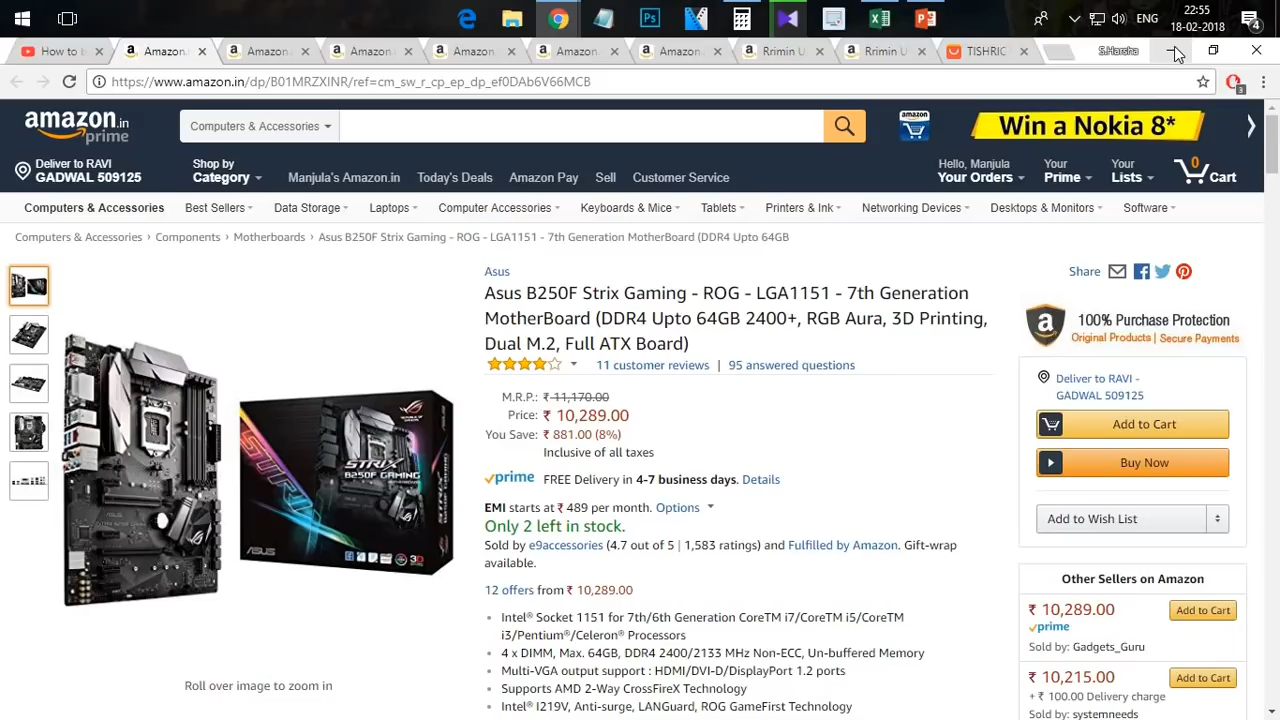 22:55
ENG
18-02-2018
4
How to b
Amazon.
Amazon.
Amazon.
Amazon.
Amazon.
Amazon.
Rrimin U
Rrimin U
TISHRIC
S.Harsha
https://www.amazon.in/dp/B01MRZXINR/ref=cm_sw_r_cp_ep_dp_ef0DAb6V66MCB
3
amazon.in
prime
Computers & Accessories
amazon
Win a Nokia 8*
Deliver to RAVI
GADWAL 509125
Shop by
Category
Manjula's Amazon.in
Today's Deals
Amazon Pay
Sell
Customer Service
Hello, Manjula
Your Orders
Your
Prime
Your
Lists
0
Cart
Computers & Accessories
Best Sellers
Data Storage
Laptops
Computer Accessories
Keyboards & Mice
Tablets
Printers & Ink
Networking Devices
Desktops & Monitors
Software
Computers & Accessories › Components › Motherboards › Asus B250F Strix Gaming - ROG - LGA1151 - 7th Generation MotherBoard (DDR4 Upto 64GB
Asus
Share
Asus B250F Strix Gaming - ROG - LGA1151 - 7th Generation
MotherBoard (DDR4 Upto 64GB 2400+, RGB Aura, 3D Printing,
Dual M.2, Full ATX Board)
11 customer reviews | 95 answered questions
M.R.P.: ₹ 11,170.00
Price: ₹ 10,289.00
You Save: ₹ 881.00 (8%)
Inclusive of all taxes
prime FREE Delivery in 4-7 business days. Details
EMI starts at ₹ 489 per month. Options
Only 2 left in stock.
Sold by e9accessories (4.7 out of 5 | 1,583 ratings) and Fulfilled by Amazon. Gift-wrap
available.
12 offers from ₹ 10,289.00
• Intel® Socket 1151 for 7th/6th Generation CoreTM i7/CoreTM i5/CoreTM
i3/Pentium®/Celeron® Processors
• 4 x DIMM, Max. 64GB, DDR4 2400/2133 MHz Non-ECC, Un-buffered Memory
• Multi-VGA output support : HDMI/DVI-D/DisplayPort 1.2 ports
• Supports AMD 2-Way CrossFireX Technology
• Intel I219V, Anti-surge, LANGuard, ROG GameFirst Technology
STRIX
B250F GAMING
ASUS
3D
Roll over image to zoom in
100% Purchase Protection
Original Products | Secure Payments
Deliver to RAVI -
GADWAL 509125
Add to Cart
Buy Now
Add to Wish List
Other Sellers on Amazon
₹ 10,289.00
Add to Cart
prime
Sold by: Gadgets_Guru
₹ 10,215.00
Add to Cart
+ ₹ 100.00 Delivery charge
Sold by: systemneeds